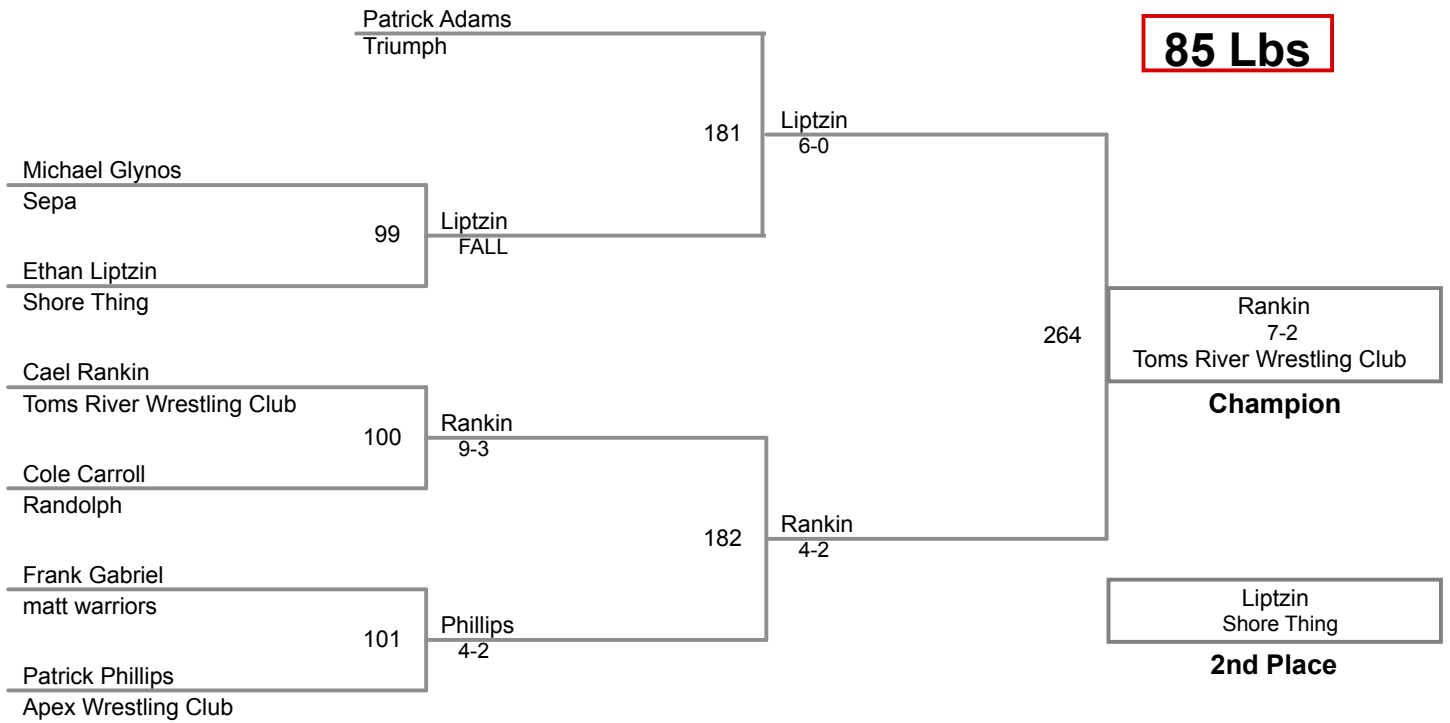 Patrick Adams
Triumph
85 Lbs
181
Liptzin
6-0
Michael Glynos
Sepa
99
Liptzin
FALL
Ethan Liptzin
Shore Thing
264
Rankin
7-2
Toms River Wrestling Club
Champion
Cael Rankin
Toms River Wrestling Club
100
Rankin
9-3
Cole Carroll
Randolph
182
Rankin
4-2
Frank Gabriel
matt warriors
101
Phillips
4-2
Patrick Phillips
Apex Wrestling Club
Liptzin
Shore Thing
2nd Place